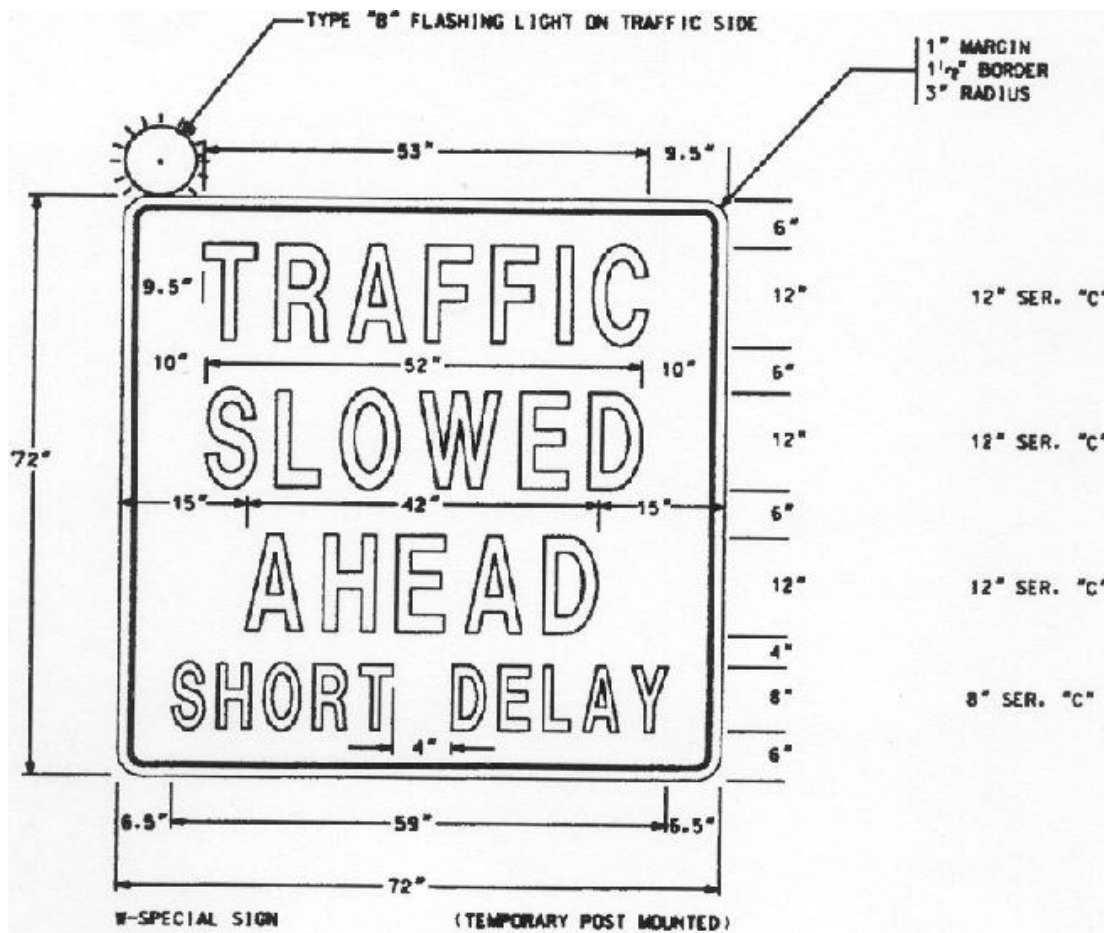 TYPE "B" FLASHING LIGHT ON TRAFFIC SIDE
1" MARGIN
1 1/2" BORDER
3" RADIUS
53"
9.5"
6"
9.5"
TRAFFIC
12"
12" SER. "C"
10"
52"
10"
6"
SLOWED
12"
12" SER. "C"
72"
15"
42"
15"
6"
AHEAD
12"
12" SER. "C"
4"
SHORT DELAY
8"
8" SER. "C"
4"
6"
6.5"
59"
6.5"
72"
W-SPECIAL SIGN
(TEMPORARY POST MOUNTED)